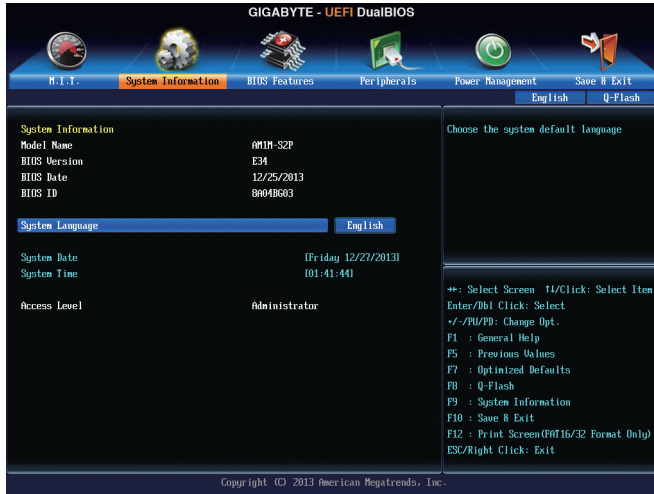 GIGABYTE - UEFI DualBIOS
M.I.T.
System Information
BIOS Features
Peripherals
Power Management
Save & Exit
English
Q-Flash
System Information
Model Name AM1M-S2P
BIOS Version E34
BIOS Date 12/25/2013
BIOS ID 8A04BG03
System Language English
System Date [Friday 12/27/2013]
System Time [01:41:44]
Access Level Administrator
Choose the system default language
↔: Select Screen ↑↓/Click: Select Item
Enter/Dbl Click: Select
+/-/PU/PD: Change Opt.
F1 : General Help
F5 : Previous Values
F7 : Optimized Defaults
F8 : Q-Flash
F9 : System Information
F10 : Save & Exit
F12 : Print Screen(FAT16/32 Format Only)
ESC/Right Click: Exit
Copyright (C) 2013 American Megatrends, Inc.